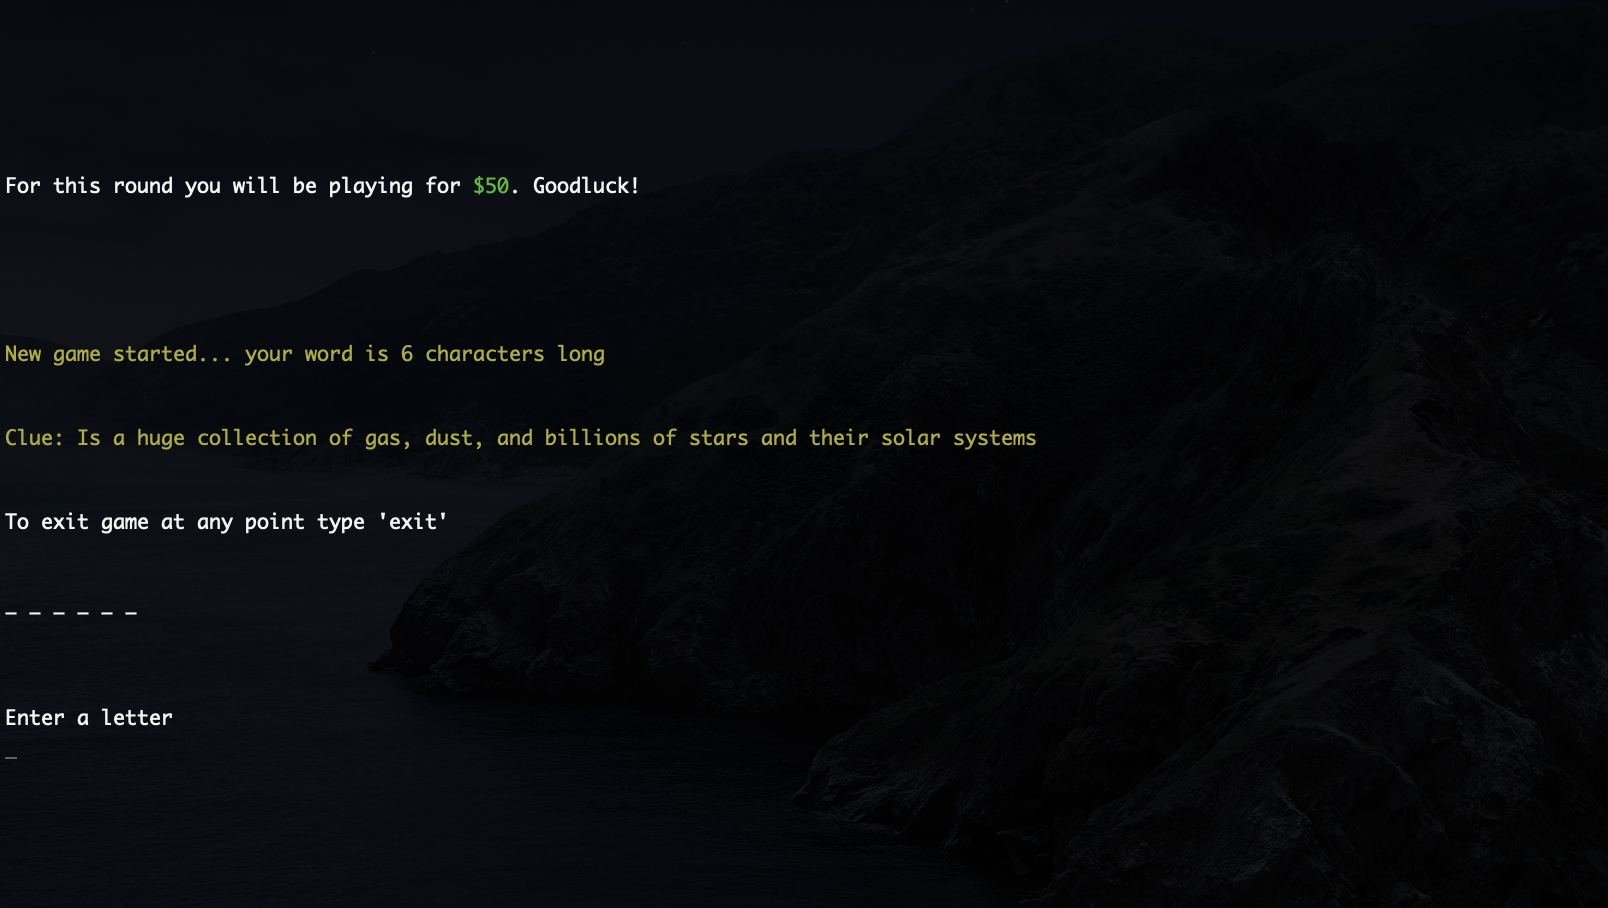 For this round you will be playing for $50. Goodluck!
New game started... your word is 6 characters long
Clue: Is a huge collection of gas, dust, and billions of stars and their solar systems
To exit game at any point type 'exit'
_ _ _ _ _ _
Enter a letter
_